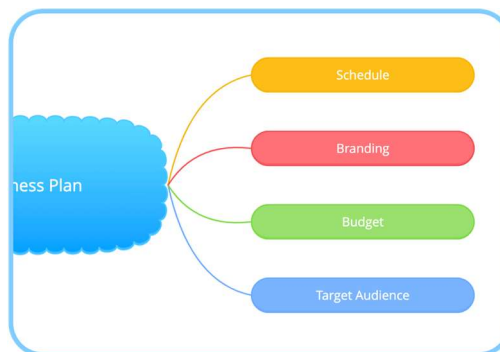 ness Plan
Schedule
Branding
Budget
Target Audience